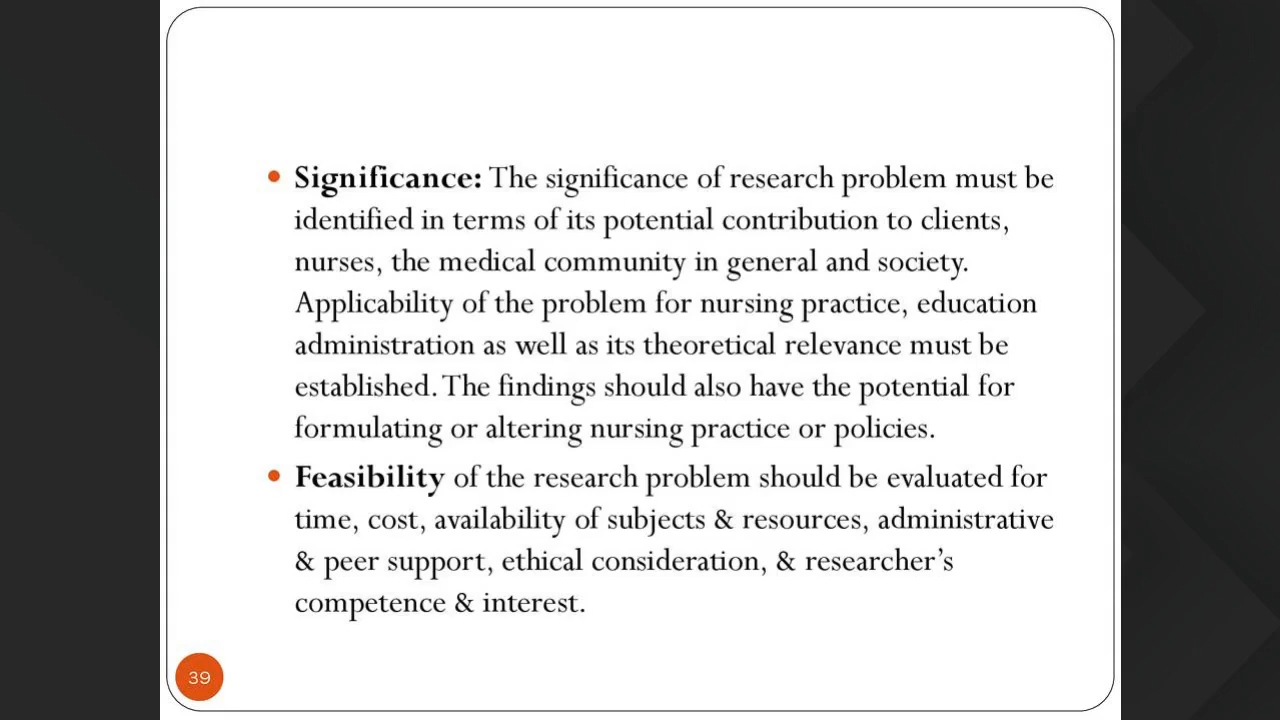 • Significance: The significance of research problem must be
identified in terms of its potential contribution to clients,
nurses, the medical community in general and society.
Applicability of the problem for nursing practice, education
administration as well as its theoretical relevance must be
established. The findings should also have the potential for
formulating or altering nursing practice or policies.
• Feasibility of the research problem should be evaluated for
time, cost, availability of subjects & resources, administrative
& peer support, ethical consideration, & researcher’s
competence & interest.
39